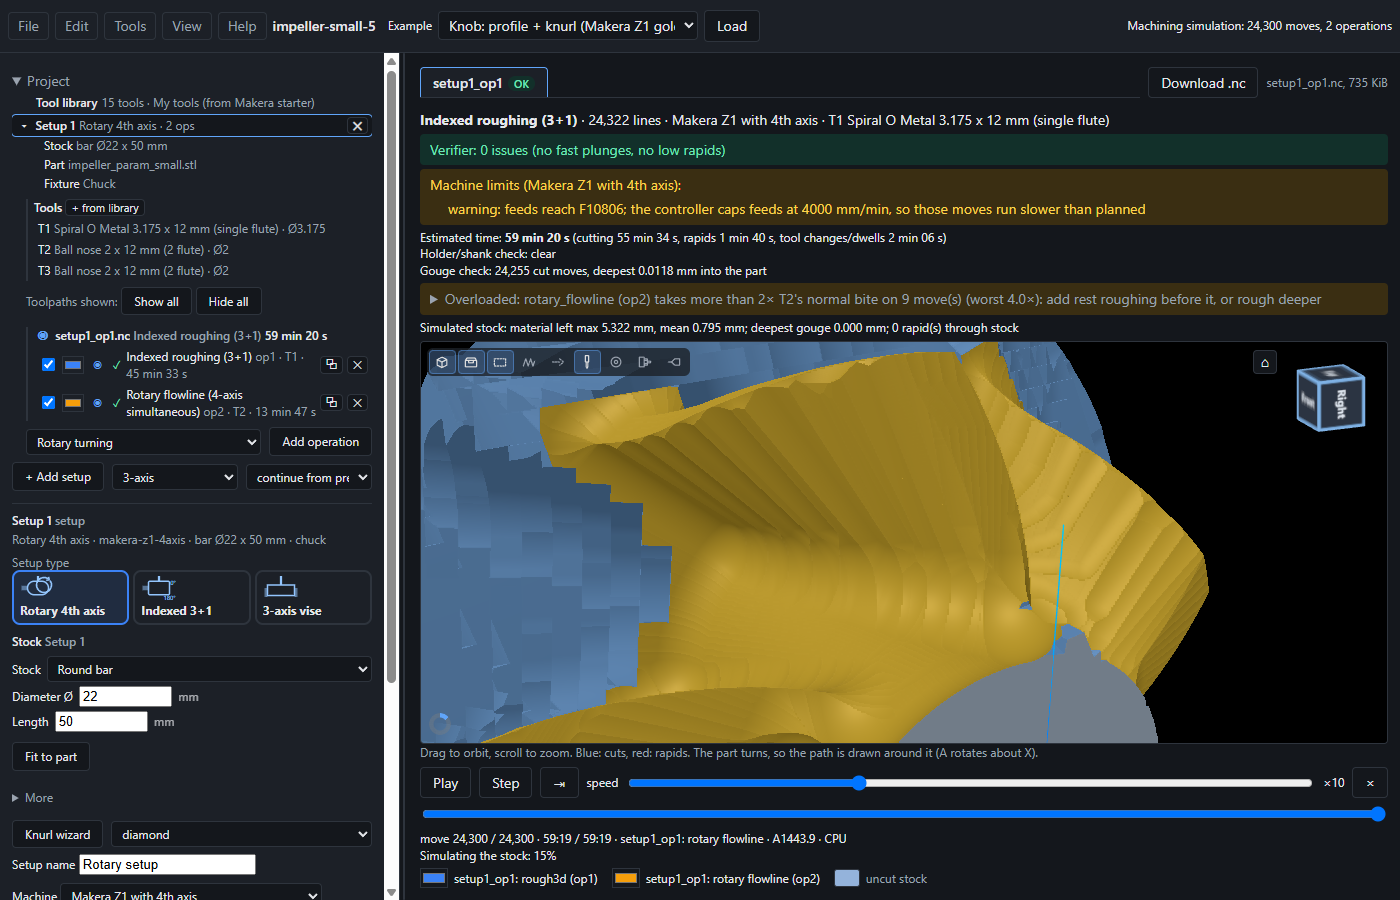 File Edit Tools View Help impeller-small-5 Example Knob: profile + knurl (Makera Z1 gol Load Machining simulation: 24,300 moves, 2 operations
Project
Tool library 15 tools · My tools (from Makera starter)
Setup 1 Rotary 4th axis · 2 ops
Stock bar Ø22 x 50 mm
Part impeller_param_small.stl
Fixture Chuck
Tools + from library
T1 Spiral O Metal 3.175 x 12 mm (single flute) · Ø3.175
T2 Ball nose 2 x 12 mm (2 flute) · Ø2
T3 Ball nose 2 x 12 mm (2 flute) · Ø2
Toolpaths shown: Show all Hide all
setup1_op1.nc Indexed roughing (3+1) 59 min 20 s
Indexed roughing (3+1) op1 · T1 ·
45 min 33 s
Rotary flowline (4-axis
simultaneous) op2 · T2 · 13 min 47 s
Rotary turning Add operation
+ Add setup 3-axis continue from pre
Setup 1 setup
Rotary 4th axis · makera-z1-4axis · bar Ø22 x 50 mm · chuck
Setup type
Rotary 4th axis Indexed 3+1 3-axis vise
Stock Setup 1
Stock Round bar
Diameter Ø 22 mm
Length 50 mm
Fit to part
More
Knurl wizard diamond
Setup name Rotary setup
Machine Makera Z1 with 4th axis
setup1_op1 OK Download .nc setup1_op1.nc, 735 KiB
Indexed roughing (3+1) · 24,322 lines · Makera Z1 with 4th axis · T1 Spiral O Metal 3.175 x 12 mm (single flute)
Verifier: 0 issues (no fast plunges, no low rapids)
Machine limits (Makera Z1 with 4th axis):
warning: feeds reach F10806; the controller caps feeds at 4000 mm/min, so those moves run slower than planned
Estimated time: 59 min 20 s (cutting 55 min 34 s, rapids 1 min 40 s, tool changes/dwells 2 min 06 s)
Holder/shank check: clear
Gouge check: 24,255 cut moves, deepest 0.0118 mm into the part
Overloaded: rotary_flowline (op2) takes more than 2× T2's normal bite on 9 move(s) (worst 4.0×): add rest roughing before it, or rough deeper
Simulated stock: material left max 5.322 mm, mean 0.795 mm; deepest gouge 0.000 mm; 0 rapid(s) through stock
Right
Drag to orbit, scroll to zoom. Blue: cuts, red: rapids. The part turns, so the path is drawn around it (A rotates about X).
Play Step speed ×10 ×
move 24,300 / 24,300 · 59:19 / 59:19 · setup1_op1: rotary flowline · A1443.9 · CPU
Simulating the stock: 15%
setup1_op1: rough3d (op1) setup1_op1: rotary flowline (op2) uncut stock